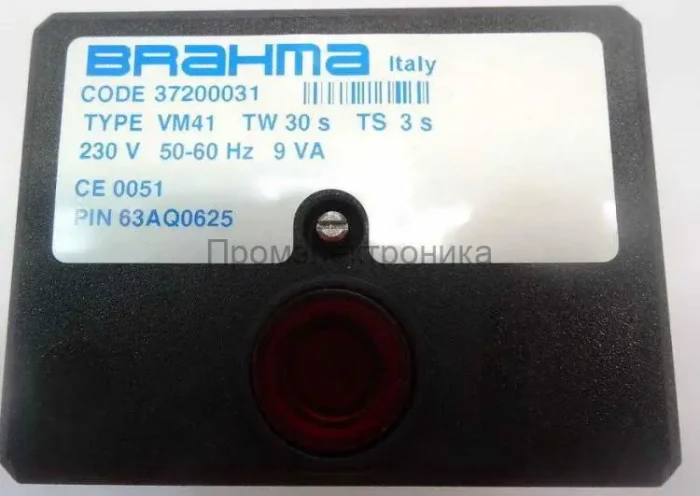 BRAHMA Italy
CODE 37200031
TYPE VM41 TW 30 s TS 3 s
230 V 50-60 Hz 9 VA
CE 0051
PIN 63AQ0625
Промэлектроника